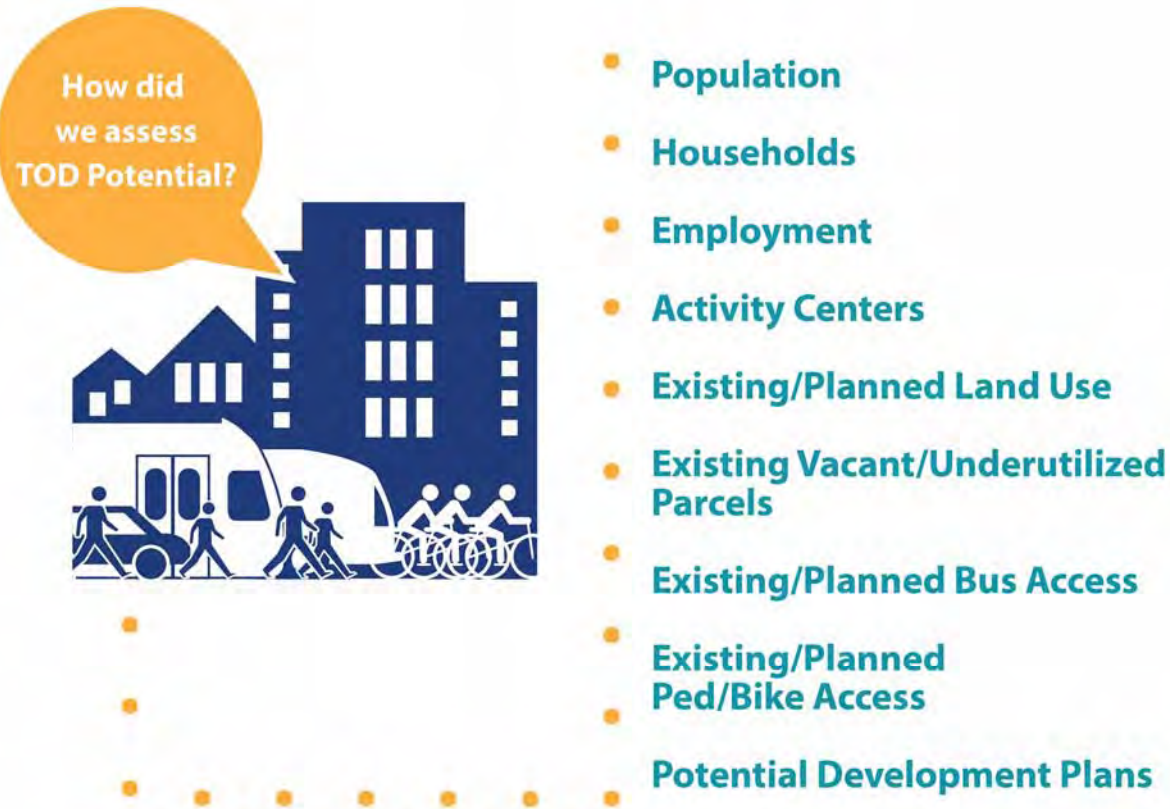 How did
we assess
TOD Potential?
Population
Households
Employment
Activity Centers
Existing/Planned Land Use
Existing Vacant/Underutilized
Parcels
Existing/Planned Bus Access
Existing/Planned
Ped/Bike Access
Potential Development Plans